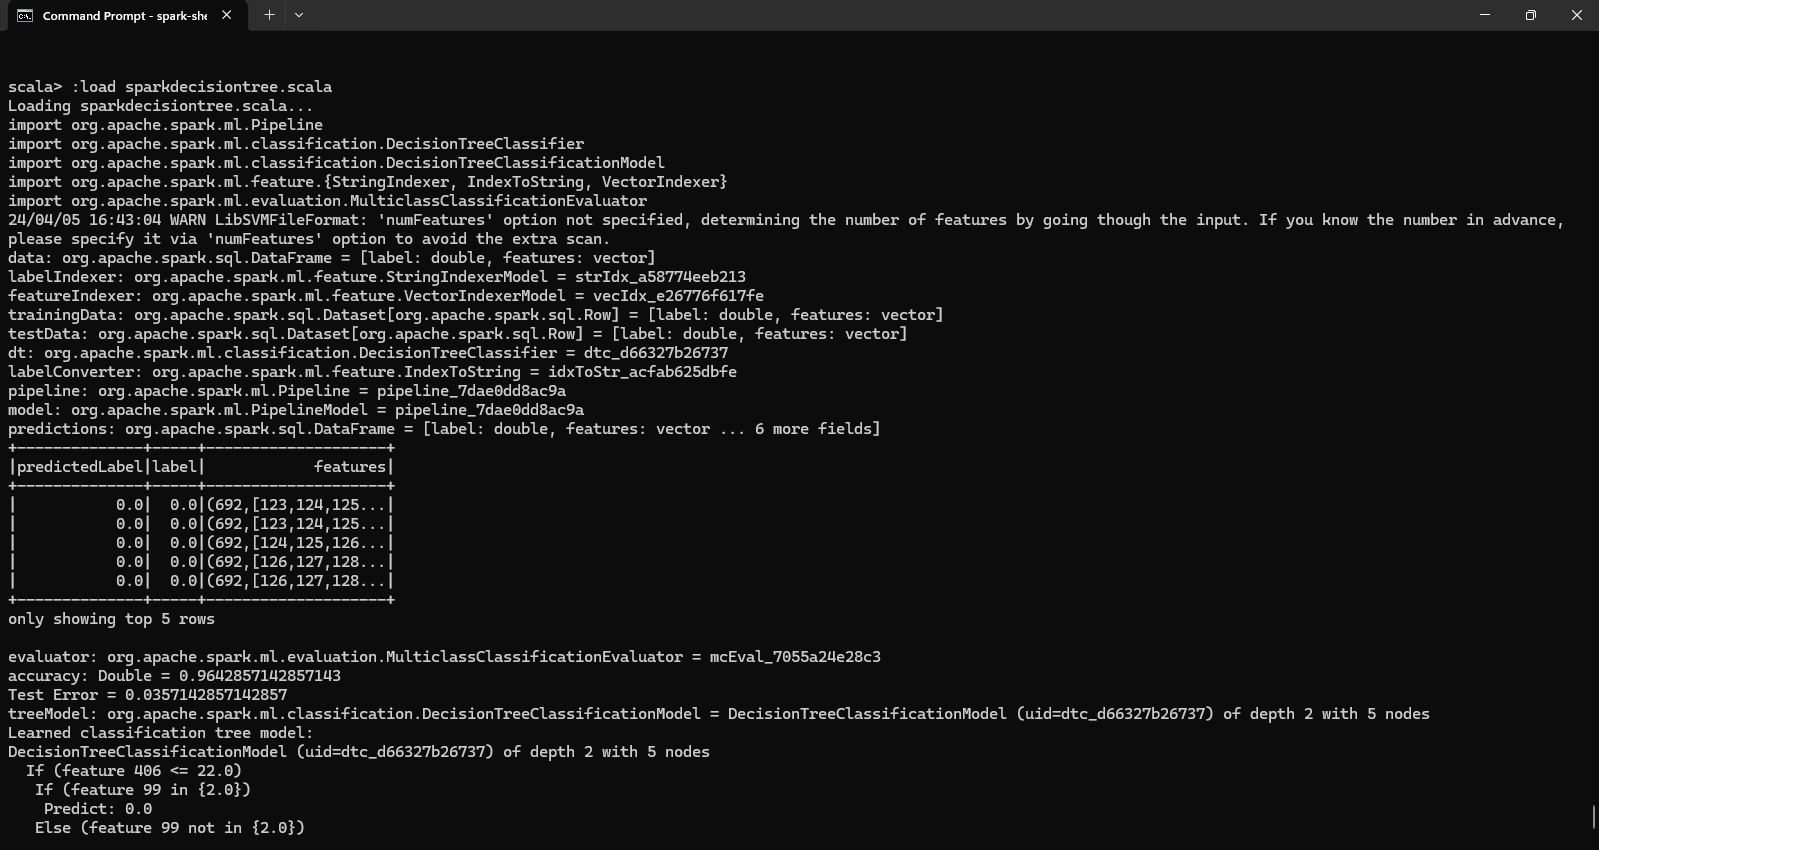 Command Prompt - spark-she
scala> :load sparkdecisiontree.scala
Loading sparkdecisiontree.scala...
import org.apache.spark.ml.Pipeline
import org.apache.spark.ml.classification.DecisionTreeClassifier
import org.apache.spark.ml.classification.DecisionTreeClassificationModel
import org.apache.spark.ml.feature.{StringIndexer, IndexToString, VectorIndexer}
import org.apache.spark.ml.evaluation.MulticlassClassificationEvaluator
24/04/05 16:43:04 WARN LibSVMFileFormat: 'numFeatures' option not specified, determining the number of features by going though the input. If you know the number in advance,
please specify it via 'numFeatures' option to avoid the extra scan.
data: org.apache.spark.sql.DataFrame = [label: double, features: vector]
labelIndexer: org.apache.spark.ml.feature.StringIndexerModel = strIdx_a58774eeb213
featureIndexer: org.apache.spark.ml.feature.VectorIndexerModel = vecIdx_e26776f617fe
trainingData: org.apache.spark.sql.Dataset[org.apache.spark.sql.Row] = [label: double, features: vector]
testData: org.apache.spark.sql.Dataset[org.apache.spark.sql.Row] = [label: double, features: vector]
dt: org.apache.spark.ml.classification.DecisionTreeClassifier = dtc_d66327b26737
labelConverter: org.apache.spark.ml.feature.IndexToString = idxToStr_acfab625dbfe
pipeline: org.apache.spark.ml.Pipeline = pipeline_7dae0dd8ac9a
model: org.apache.spark.ml.PipelineModel = pipeline_7dae0dd8ac9a
predictions: org.apache.spark.sql.DataFrame = [label: double, features: vector ... 6 more fields]
+--------------+-----+--------------------+
|predictedLabel|label|            features|
+--------------+-----+--------------------+
|           0.0|  0.0|(692,[123,124,125...|
|           0.0|  0.0|(692,[123,124,125...|
|           0.0|  0.0|(692,[124,125,126...|
|           0.0|  0.0|(692,[126,127,128...|
|           0.0|  0.0|(692,[126,127,128...|
+--------------+-----+--------------------+
only showing top 5 rows
evaluator: org.apache.spark.ml.evaluation.MulticlassClassificationEvaluator = mcEval_7055a24e28c3
accuracy: Double = 0.9642857142857143
Test Error = 0.0357142857142857
treeModel: org.apache.spark.ml.classification.DecisionTreeClassificationModel = DecisionTreeClassificationModel (uid=dtc_d66327b26737) of depth 2 with 5 nodes
Learned classification tree model:
DecisionTreeClassificationModel (uid=dtc_d66327b26737) of depth 2 with 5 nodes
  If (feature 406 <= 22.0)
   If (feature 99 in {2.0})
    Predict: 0.0
   Else (feature 99 not in {2.0})